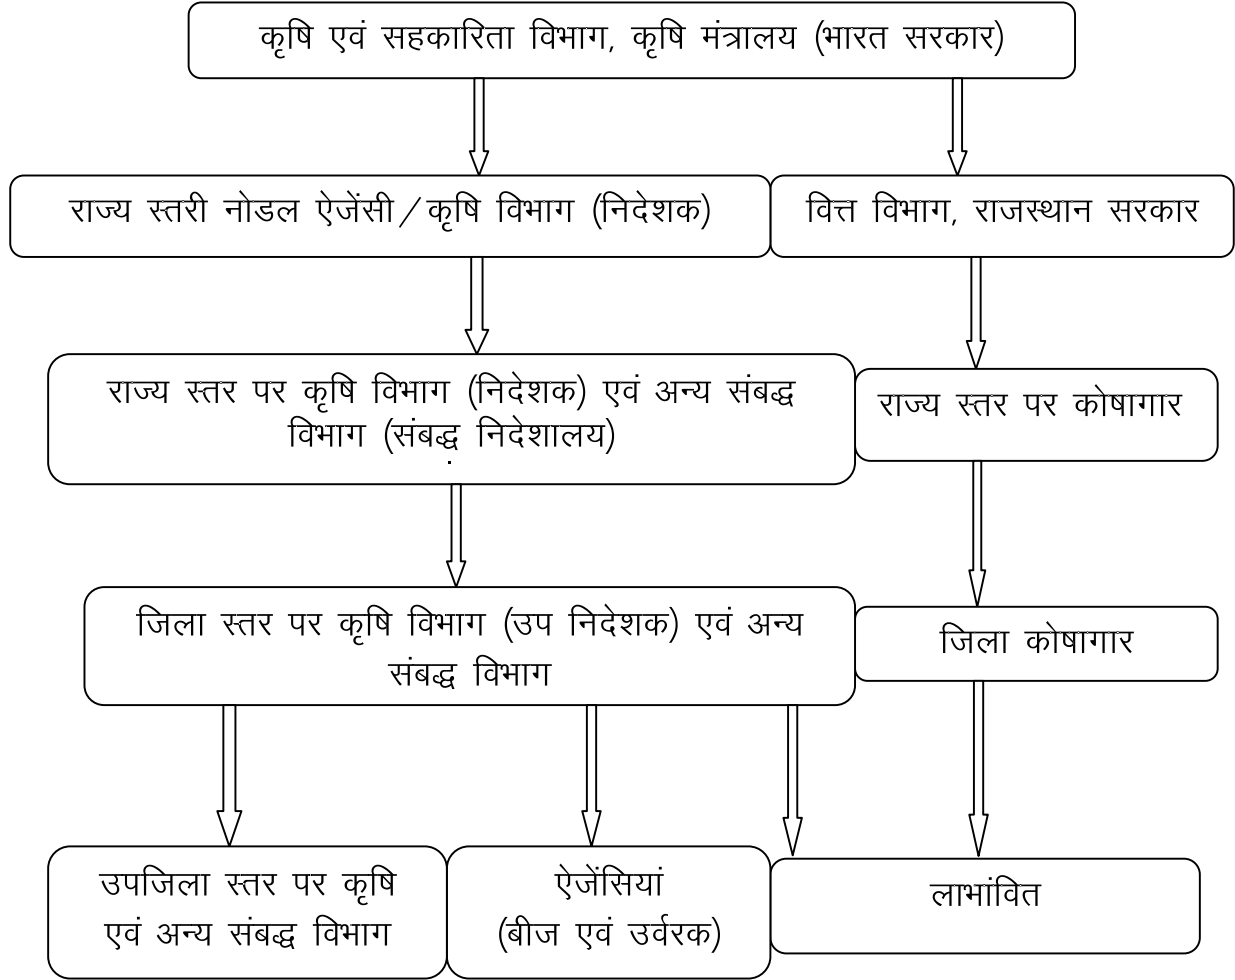 कृषि एवं सहकारिता विभाग, कृषि मंत्रालय (भारत सरकार)
राज्य स्तरी नोडल ऐजेंसी/कृषि विभाग (निदेशक)
वित्त विभाग, राजस्थान सरकार
राज्य स्तर पर कृषि विभाग (निदेशक) एवं अन्य संबद्ध
विभाग (संबद्ध निदेशालय)
.
राज्य स्तर पर कोषागार
जिला स्तर पर कृषि विभाग (उप निदेशक) एवं अन्य
संबद्ध विभाग
जिला कोषागार
उपजिला स्तर पर कृषि
एवं अन्य संबद्ध विभाग
ऐजेंसियां
(बीज एवं उर्वरक)
लाभांवित